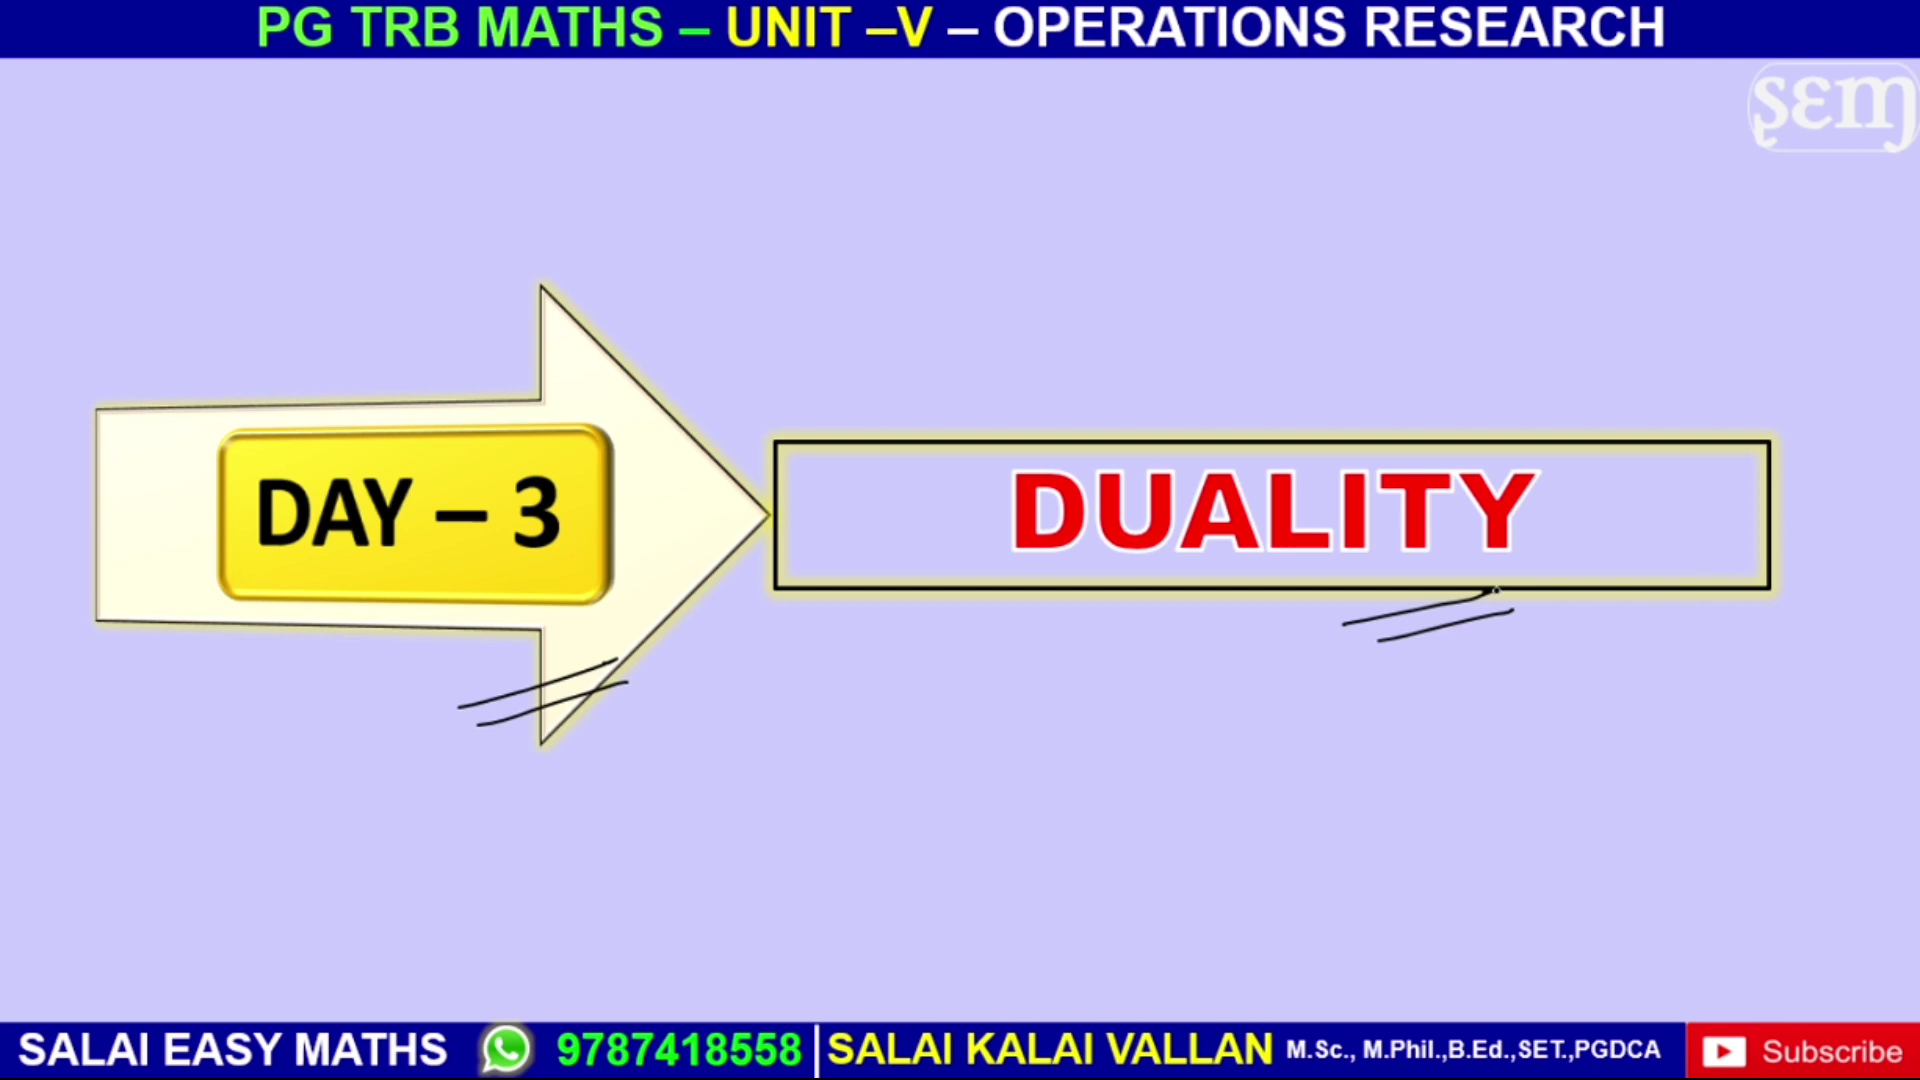 PG TRB MATHS – UNIT –V – OPERATIONS RESEARCH
sem
DAY – 3
DUALITY
SALAI EASY MATHS 9787418558 SALAI KALAI VALLAN M.Sc., M.Phil.,B.Ed.,SET.,PGDCA Subscribe